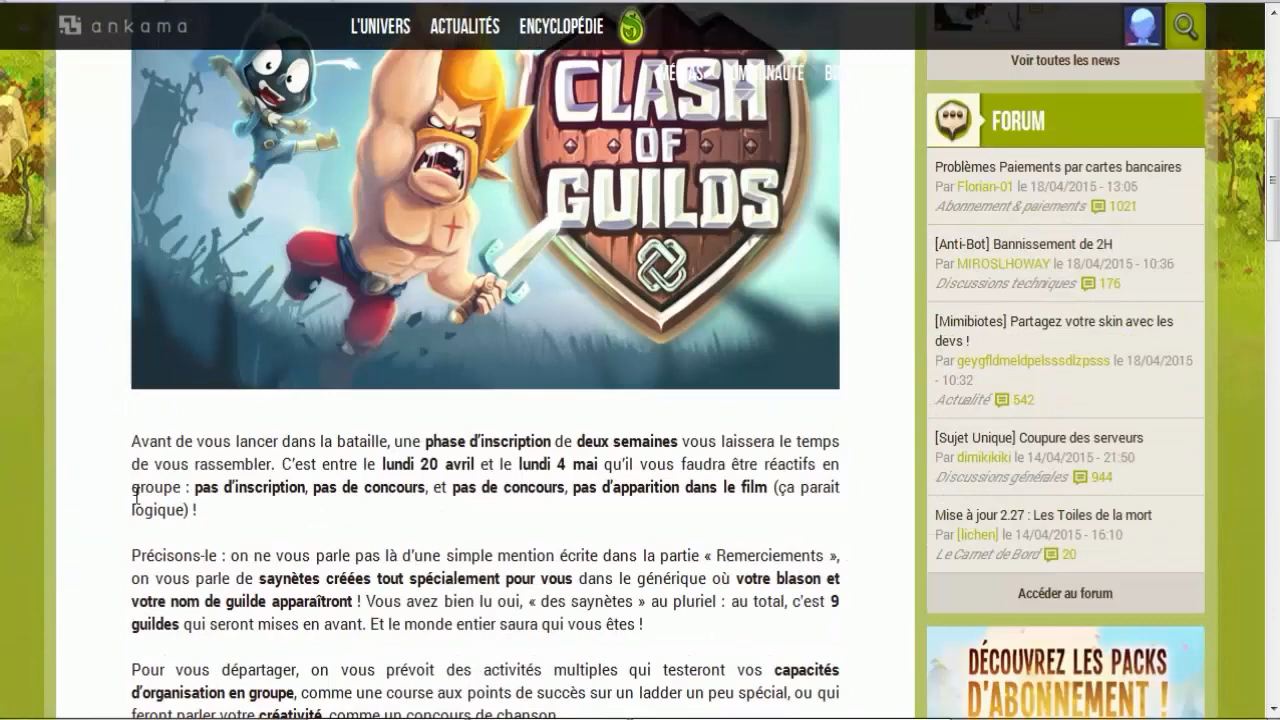 ankama
L'UNIVERS ACTUALITÉS ENCYCLOPÉDIE
CLASH
OF
GUILDS
Avant de vous lancer dans la bataille, une phase d'inscription de deux semaines vous laissera le temps
de vous rassembler. C'est entre le lundi 20 avril et le lundi 4 mai qu'il vous faudra être réactifs en
groupe : pas d'inscription, pas de concours, et pas de concours, pas d'apparition dans le film (ça parait
logique) !
Précisons-le : on ne vous parle pas là d'une simple mention écrite dans la partie « Remerciements »,
on vous parle de saynètes créées tout spécialement pour vous dans le générique où votre blason et
votre nom de guilde apparaîtront ! Vous avez bien lu oui, « des saynètes » au pluriel : au total, c'est 9
guildes qui seront mises en avant. Et le monde entier saura qui vous êtes !
Pour vous départager, on vous prévoit des activités multiples qui testeront vos capacités
d'organisation en groupe, comme une course aux points de succès sur un ladder un peu spécial, ou qui
feront parler votre créativité, comme un concours de chanson.
Voir toutes les news
FORUM
Problèmes Paiements par cartes bancaires
Par Florian-01 le 18/04/2015 - 13:05
Abonnement & paiements 1021
[Anti-Bot] Bannissement de 2H
Par MIROSLHOWAY le 18/04/2015 - 10:36
Discussions techniques 176
[Mimibiotes] Partagez votre skin avec les
devs !
Par geygfldmeldpelsssdlzpsss le 18/04/2015
- 10:32
Actualité 542
[Sujet Unique] Coupure des serveurs
Par dimikikiki le 14/04/2015 - 21:50
Discussions générales 944
Mise à jour 2.27 : Les Toiles de la mort
Par [lichen] le 14/04/2015 - 16:10
Le Carnet de Bord 20
Accéder au forum
DÉCOUVREZ LES PACKS
D'ABONNEMENT !